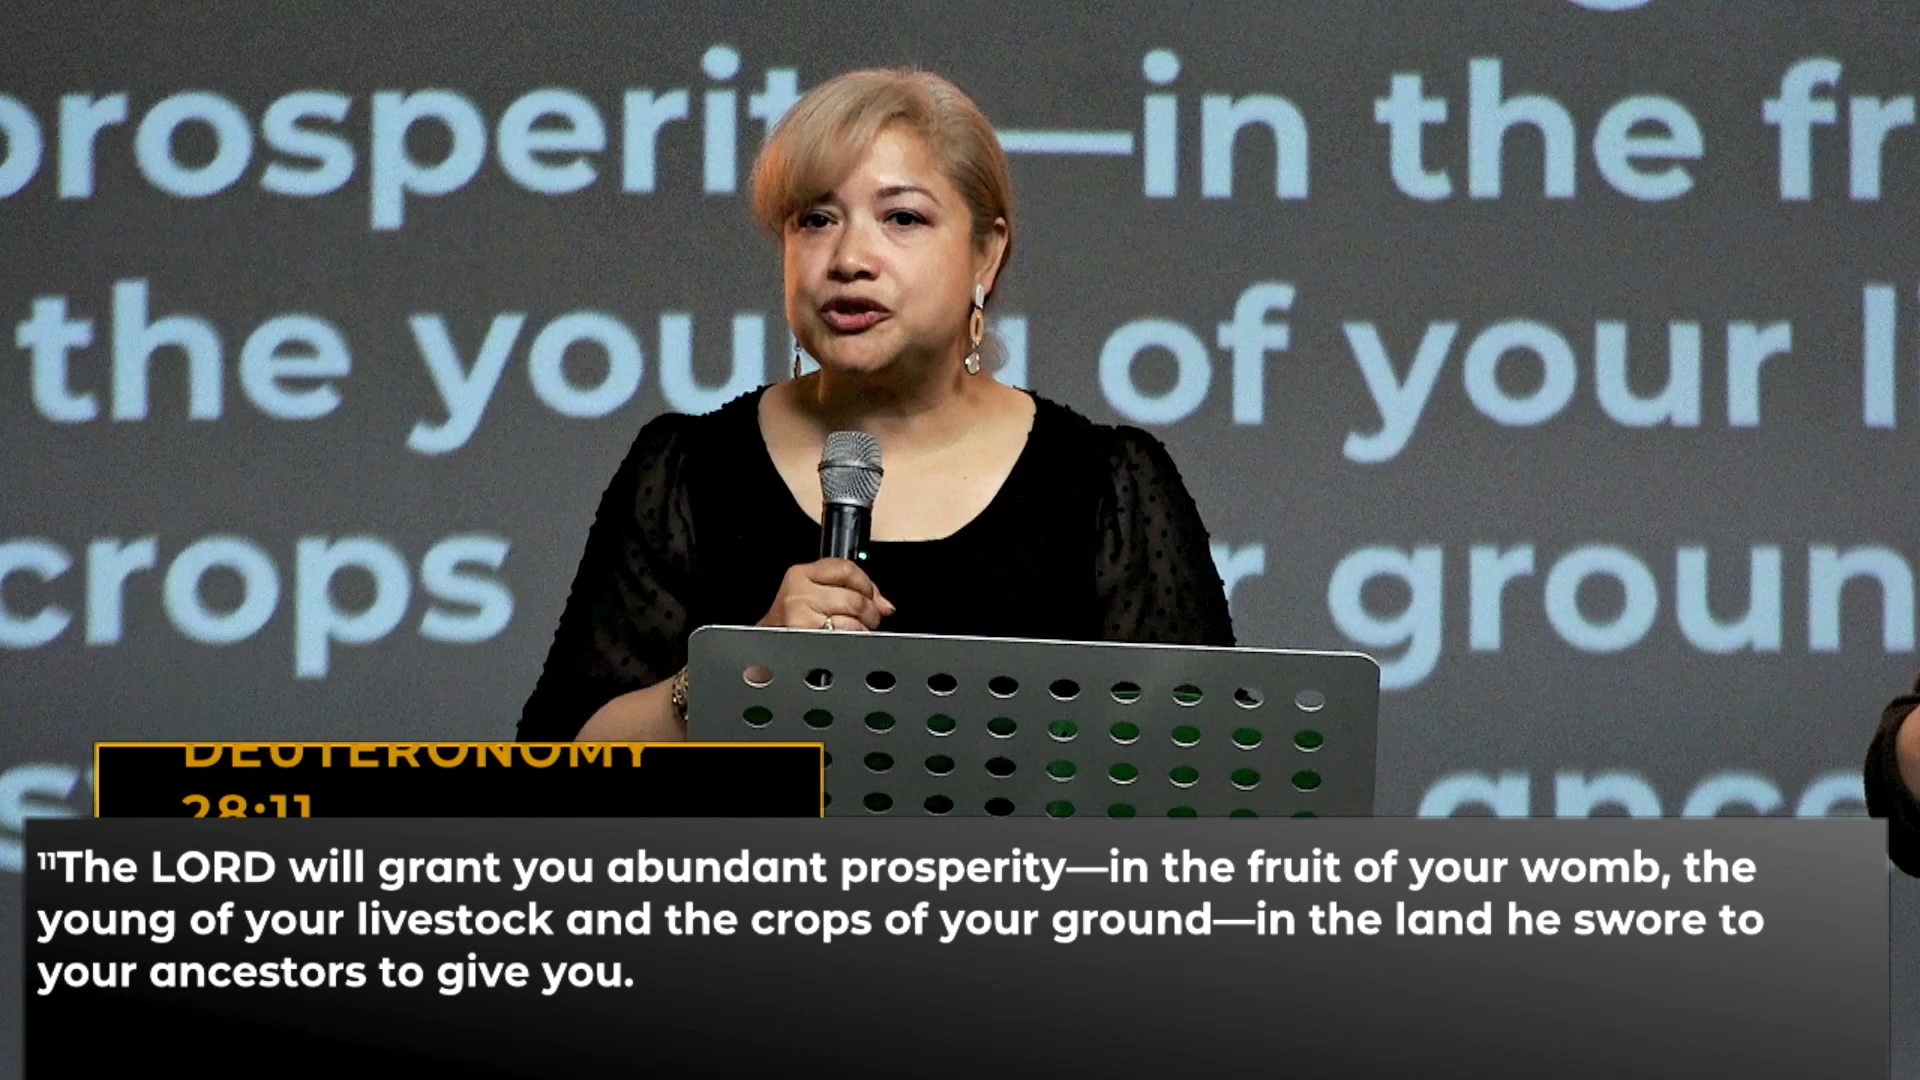 prosperit —in the fr
the young of your l
crops r groun
s ance
DEUTERONOMY
28:11
¹¹The LORD will grant you abundant prosperity—in the fruit of your womb, the
young of your livestock and the crops of your ground—in the land he swore to
your ancestors to give you.